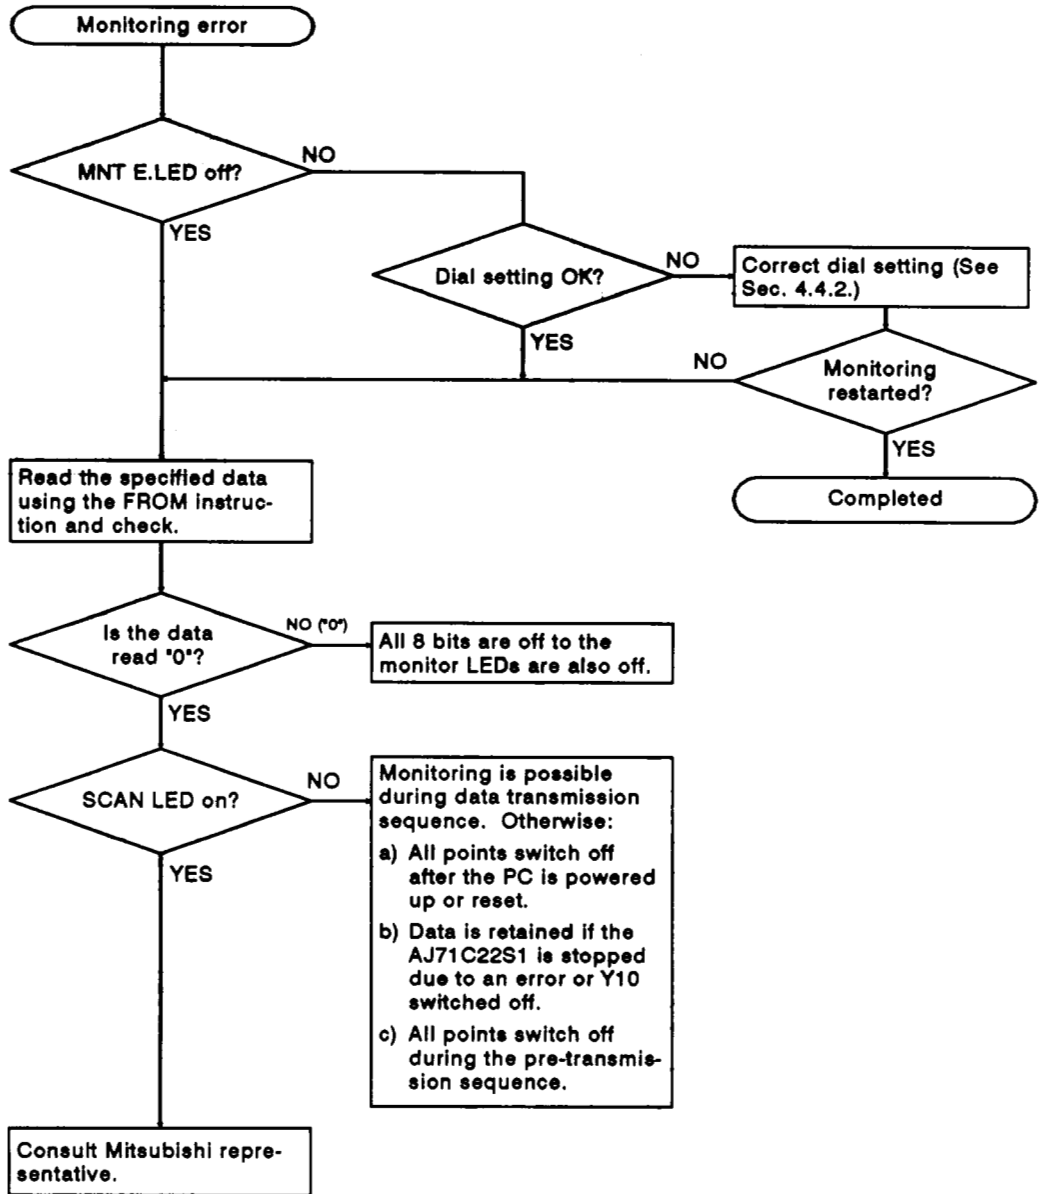 Monitoring error
MNT E.LED off?
NO
YES
Dial setting OK?
NO
YES
Correct dial setting (See
Sec. 4.4.2.)
Monitoring
restarted?
NO
YES
Completed
Read the specified data
using the FROM instruc-
tion and check.
Is the data
read "0"?
NO ("0")
All 8 bits are off to the
monitor LEDs are also off.
YES
SCAN LED on?
NO
Monitoring is possible
during data transmission
sequence. Otherwise:
a) All points switch off
after the PC is powered
up or reset.
b) Data is retained if the
AJ71C22S1 is stopped
due to an error or Y10
switched off.
c) All points switch off
during the pre-transmis-
sion sequence.
YES
Consult Mitsubishi repre-
sentative.